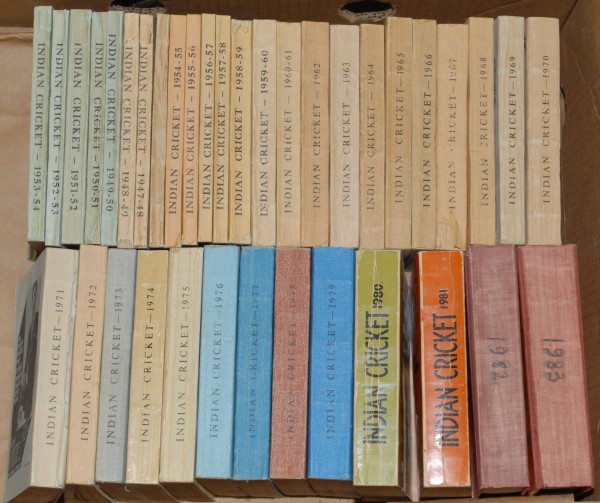 INDIAN CRICKET — 1953-54
INDIAN CRICKET — 1952-53
INDIAN CRICKET — 1951-52
INDIAN CRICKET — 1950-51
INDIAN CRICKET — 1949-50
INDIAN CRICKET — 1948-49
INDIAN CRICKET — 1947-48
INDIAN CRICKET — 1954-55
INDIAN CRICKET — 1955-56
INDIAN CRICKET — 1956-57
INDIAN CRICKET — 1957-58
INDIAN CRICKET — 1958-59
INDIAN CRICKET — 1959-60
INDIAN CRICKET — 1960-61
INDIAN CRICKET — 1962
INDIAN CRICKET — 1963
INDIAN CRICKET — 1964
INDIAN CRICKET — 1965
INDIAN CRICKET — 1966
INDIAN CRICKET — 1967
INDIAN CRICKET — 1968
INDIAN CRICKET — 1969
INDIAN CRICKET — 1970
INDIAN CRICKET—1971
INDIAN CRICKET—1972
INDIAN CRICKET—1973
INDIAN CRICKET—1974
INDIAN CRICKET—1975
INDIAN CRICKET—1976
INDIAN CRICKET—1977
INDIAN CRICKET—1978
INDIAN CRICKET—1979
INDIAN CRICKET 1980
INDIAN CRICKET 1981
1982
1983